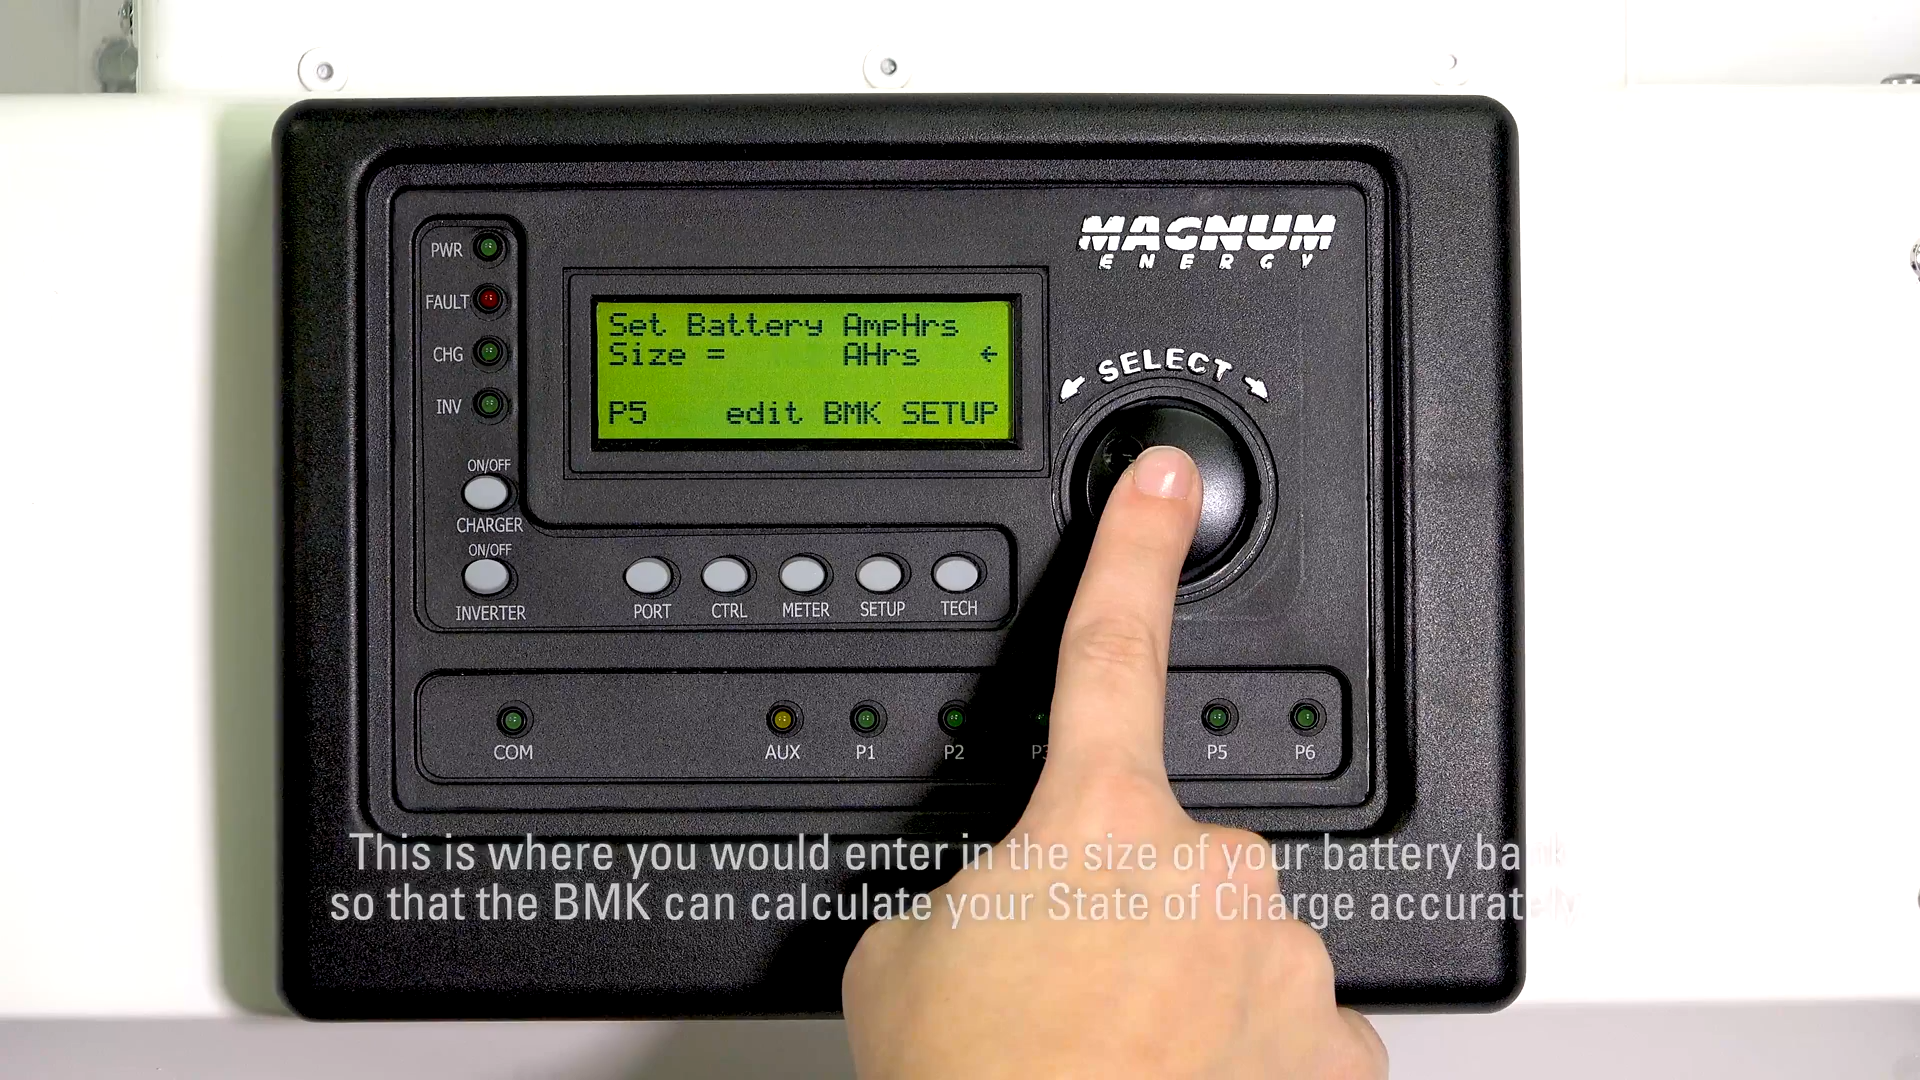 MAGNUM
ENERGY
PWR
FAULT
CHG
INV
Set Battery AmpHrs
Size =      AHrs   ←
P5    edit BMK SETUP
SELECT
ON/OFF
CHARGER
ON/OFF
INVERTER
PORT
CTRL
METER
SETUP
TECH
COM
AUX
P1
P2
P3
P5
P6
This is where you would enter in the size of your battery bank
so that the BMK can calculate your State of Charge accurately